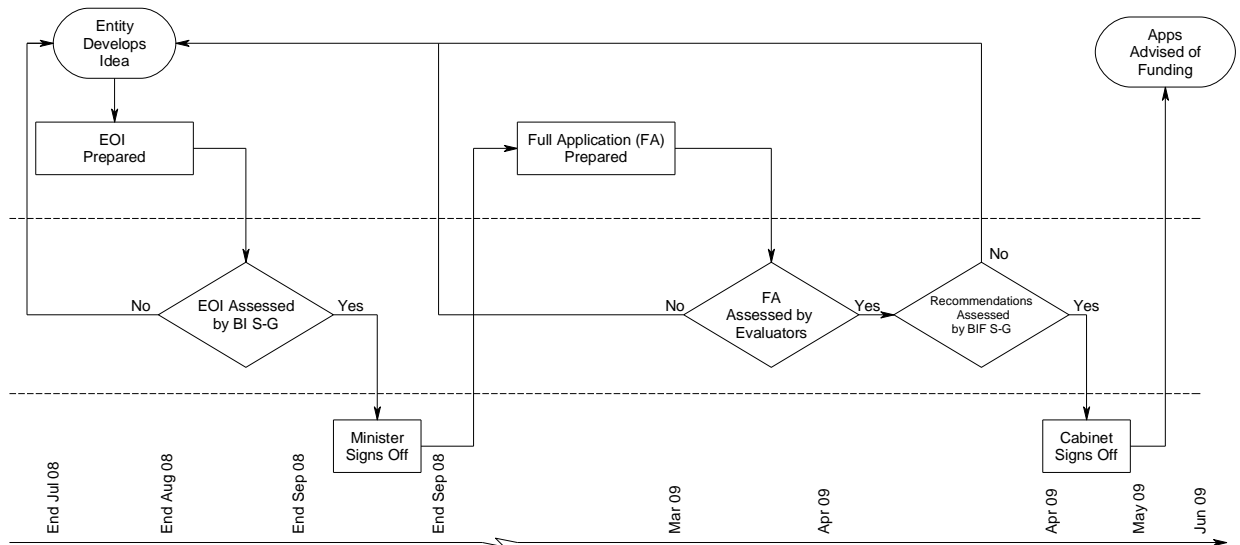 Entity
Develops
Idea
Apps
Advised of
Funding
EOI
Prepared
Full Application (FA)
Prepared
No
EOI Assessed
by BI S-G
Yes
No
FA
Assessed by
Evaluators
Yes
No
Recommendations
Assessed
by BIF S-G
Yes
Minister
Signs Off
Cabinet
Signs Off
End Jul 08
End Aug 08
End Sep 08
End Sep 08
Mar 09
Apr 09
Apr 09
May 09
Jun 09